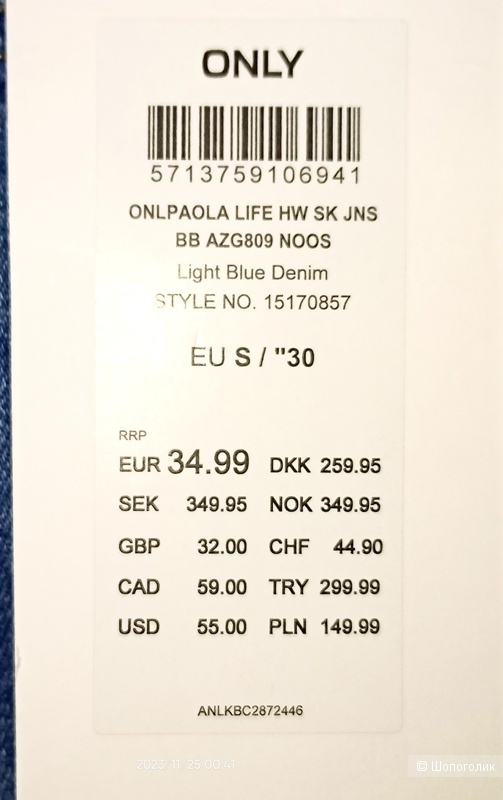 ONLY
5713759106941
ONLPAOLA LIFE HW SK JNS
BB AZG809 NOOS
Light Blue Denim
STYLE NO. 15170857
EU S / "30
RRP
EUR 34.99 DKK 259.95
SEK 349.95 NOK 349.95
GBP 32.00 CHF 44.90
CAD 59.00 TRY 299.99
USD 55.00 PLN 149.99
ANLKBC2872446
2023 11 25 00:41
© Шопоголик